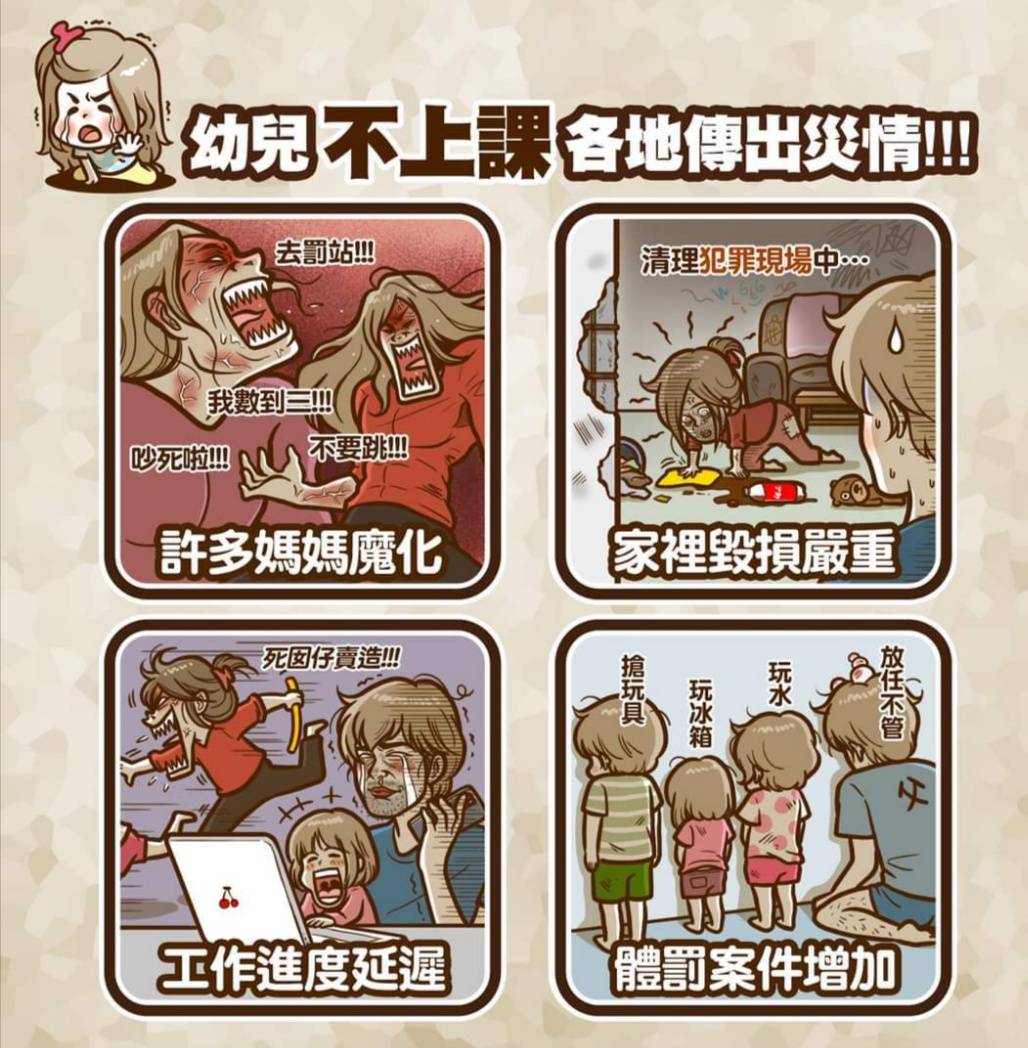 幼兒不上課各地傳出災情!!!
去罰站!!!
我數到三!!!
不要跳!!!
吵死啦!!!
許多媽媽魔化
清理犯罪現場中…
家裡毀損嚴重
死囡仔賣造!!!
工作進度延遲
搶玩具
玩冰箱
玩水
放任不管
體罰案件增加